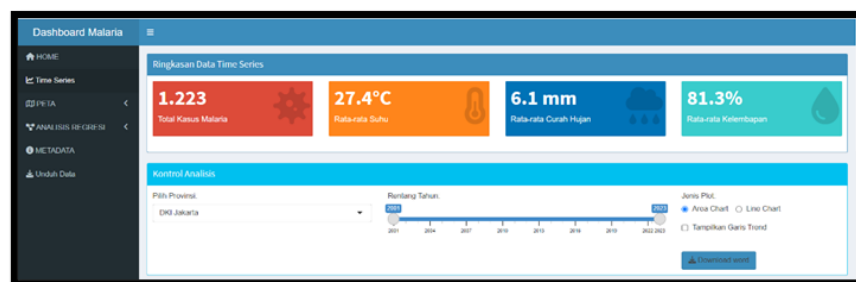 Dashboard Malaria
HOME
Time Series
PETA
ANALISIS REGRESI
METADATA
Unduh Data
Ringkasan Data Time Series
1.223
Total Kasus Malaria
27.4°C
Rata-rata Suhu
6.1 mm
Rata-rata Curah Hujan
81.3%
Rata-rata Kelembapan
Kontrol Analisis
Pilih Provinsi.
DKI Jakarta
Rentang Tahun.
2001 2023
2001 2004 2007 2010 2013 2016 2019 2022 2023
Jenis Plot.
Area Chart Line Chart
Tampilkan Garis Trend
Download word